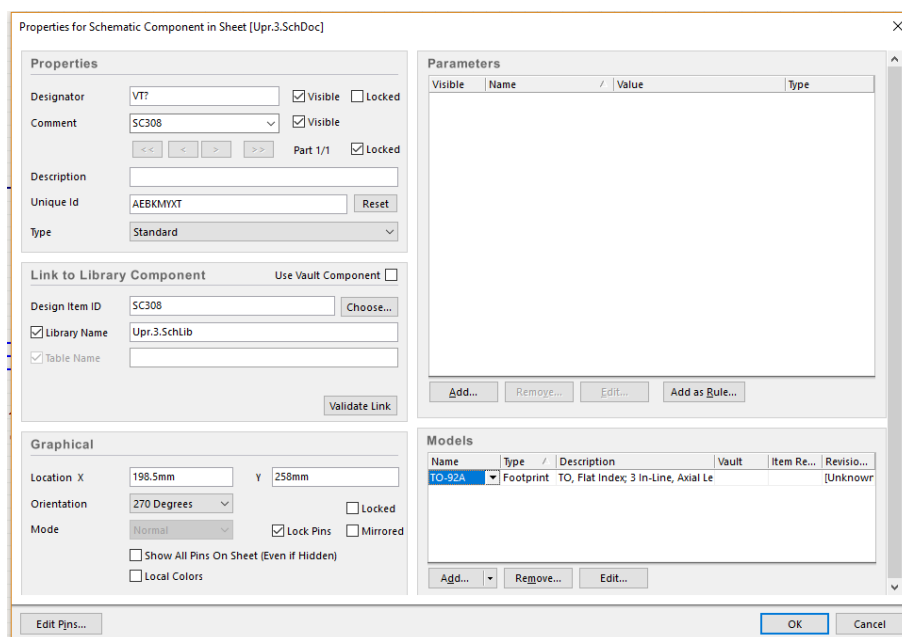 Properties for Schematic Component in Sheet [Upr.3.SchDoc]
Properties
Designator VT? Visible Locked
Comment SC308 Visible
<< < > >> Part 1/1 Locked
Description
Unique Id AEBKMYXT Reset
Type Standard
Link to Library Component Use Vault Component
Design Item ID SC308 Choose...
Library Name Upr.3.SchLib
Table Name
Validate Link
Graphical
Location X 198.5mm Y 258mm
Orientation 270 Degrees Locked
Mode Normal Lock Pins Mirrored
Show All Pins On Sheet (Even if Hidden)
Local Colors
Parameters
Visible Name / Value Type
Add... Remove... Edit... Add as Rule...
Models
Name Type / Description Vault Item Re... Revisio...
TO-92A Footprint TO, Flat Index; 3 In-Line, Axial Le [Unknowr
Add... Remove... Edit...
Edit Pins... OK Cancel